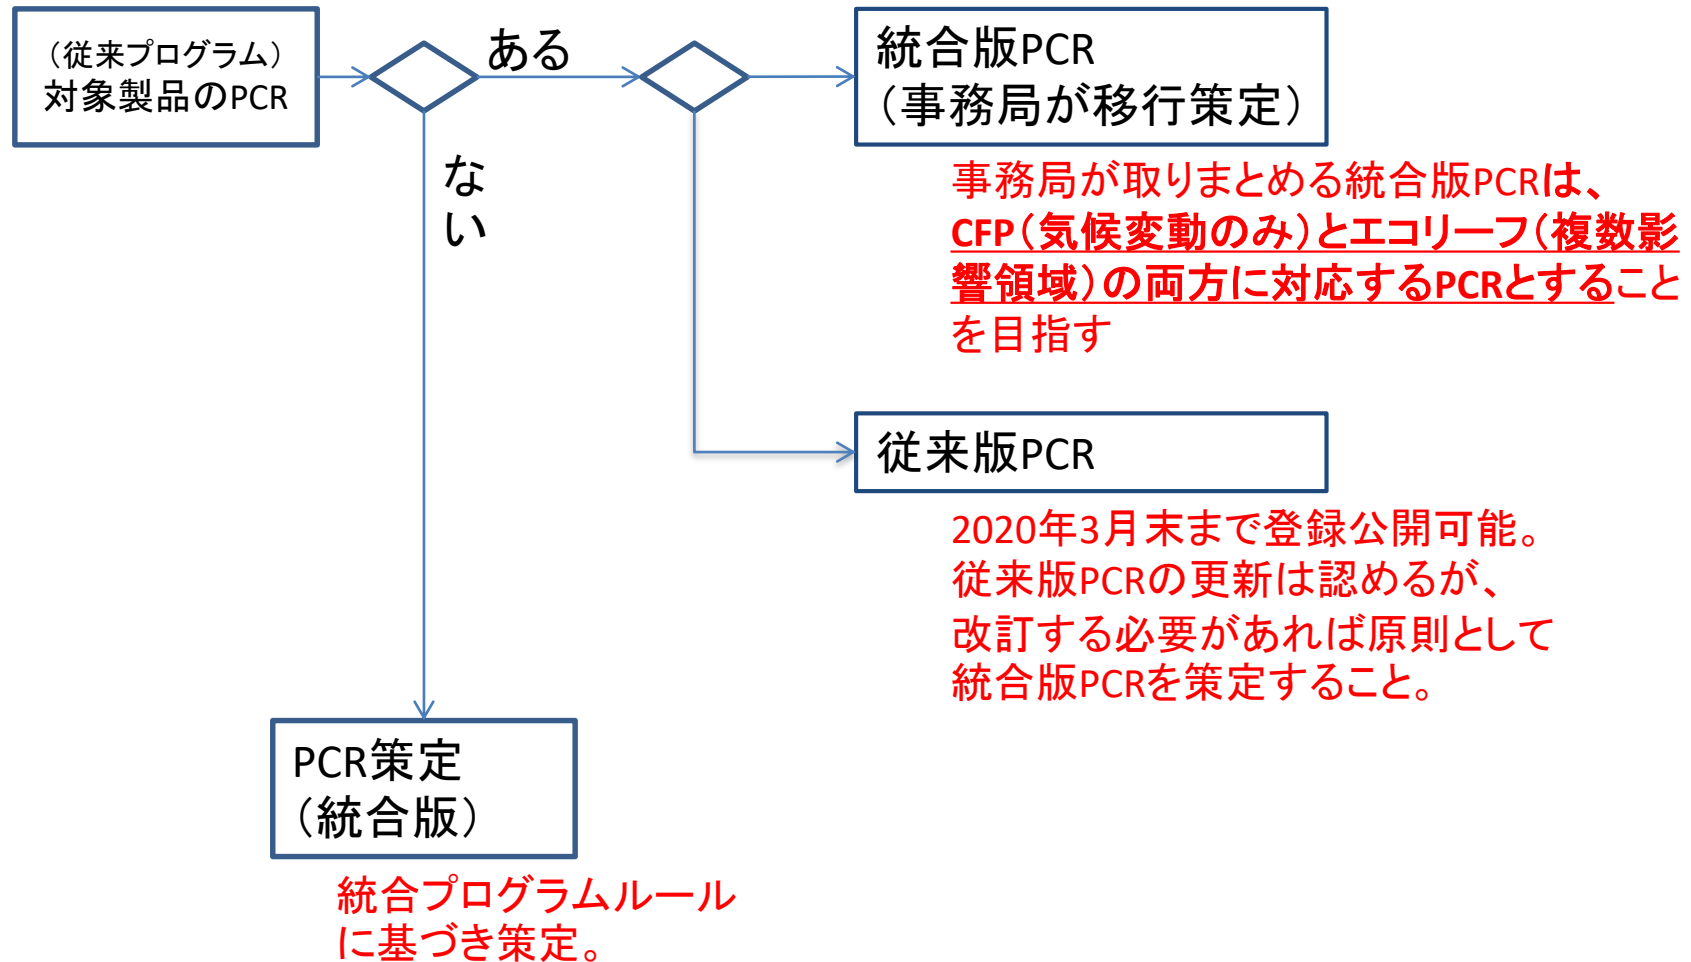 （従来プログラム）
対象製品のPCR
ある
な
い
統合版PCR
（事務局が移行策定）
事務局が取りまとめる統合版PCRは、
CFP（気候変動のみ）とエコリーフ（複数影
響領域）の両方に対応するPCRとすること
を目指す
従来版PCR
2020年3月末まで登録公開可能。
従来版PCRの更新は認めるが、
改訂する必要があれば原則として
統合版PCRを策定すること。
PCR策定
（統合版）
統合プログラムルール
に基づき策定。